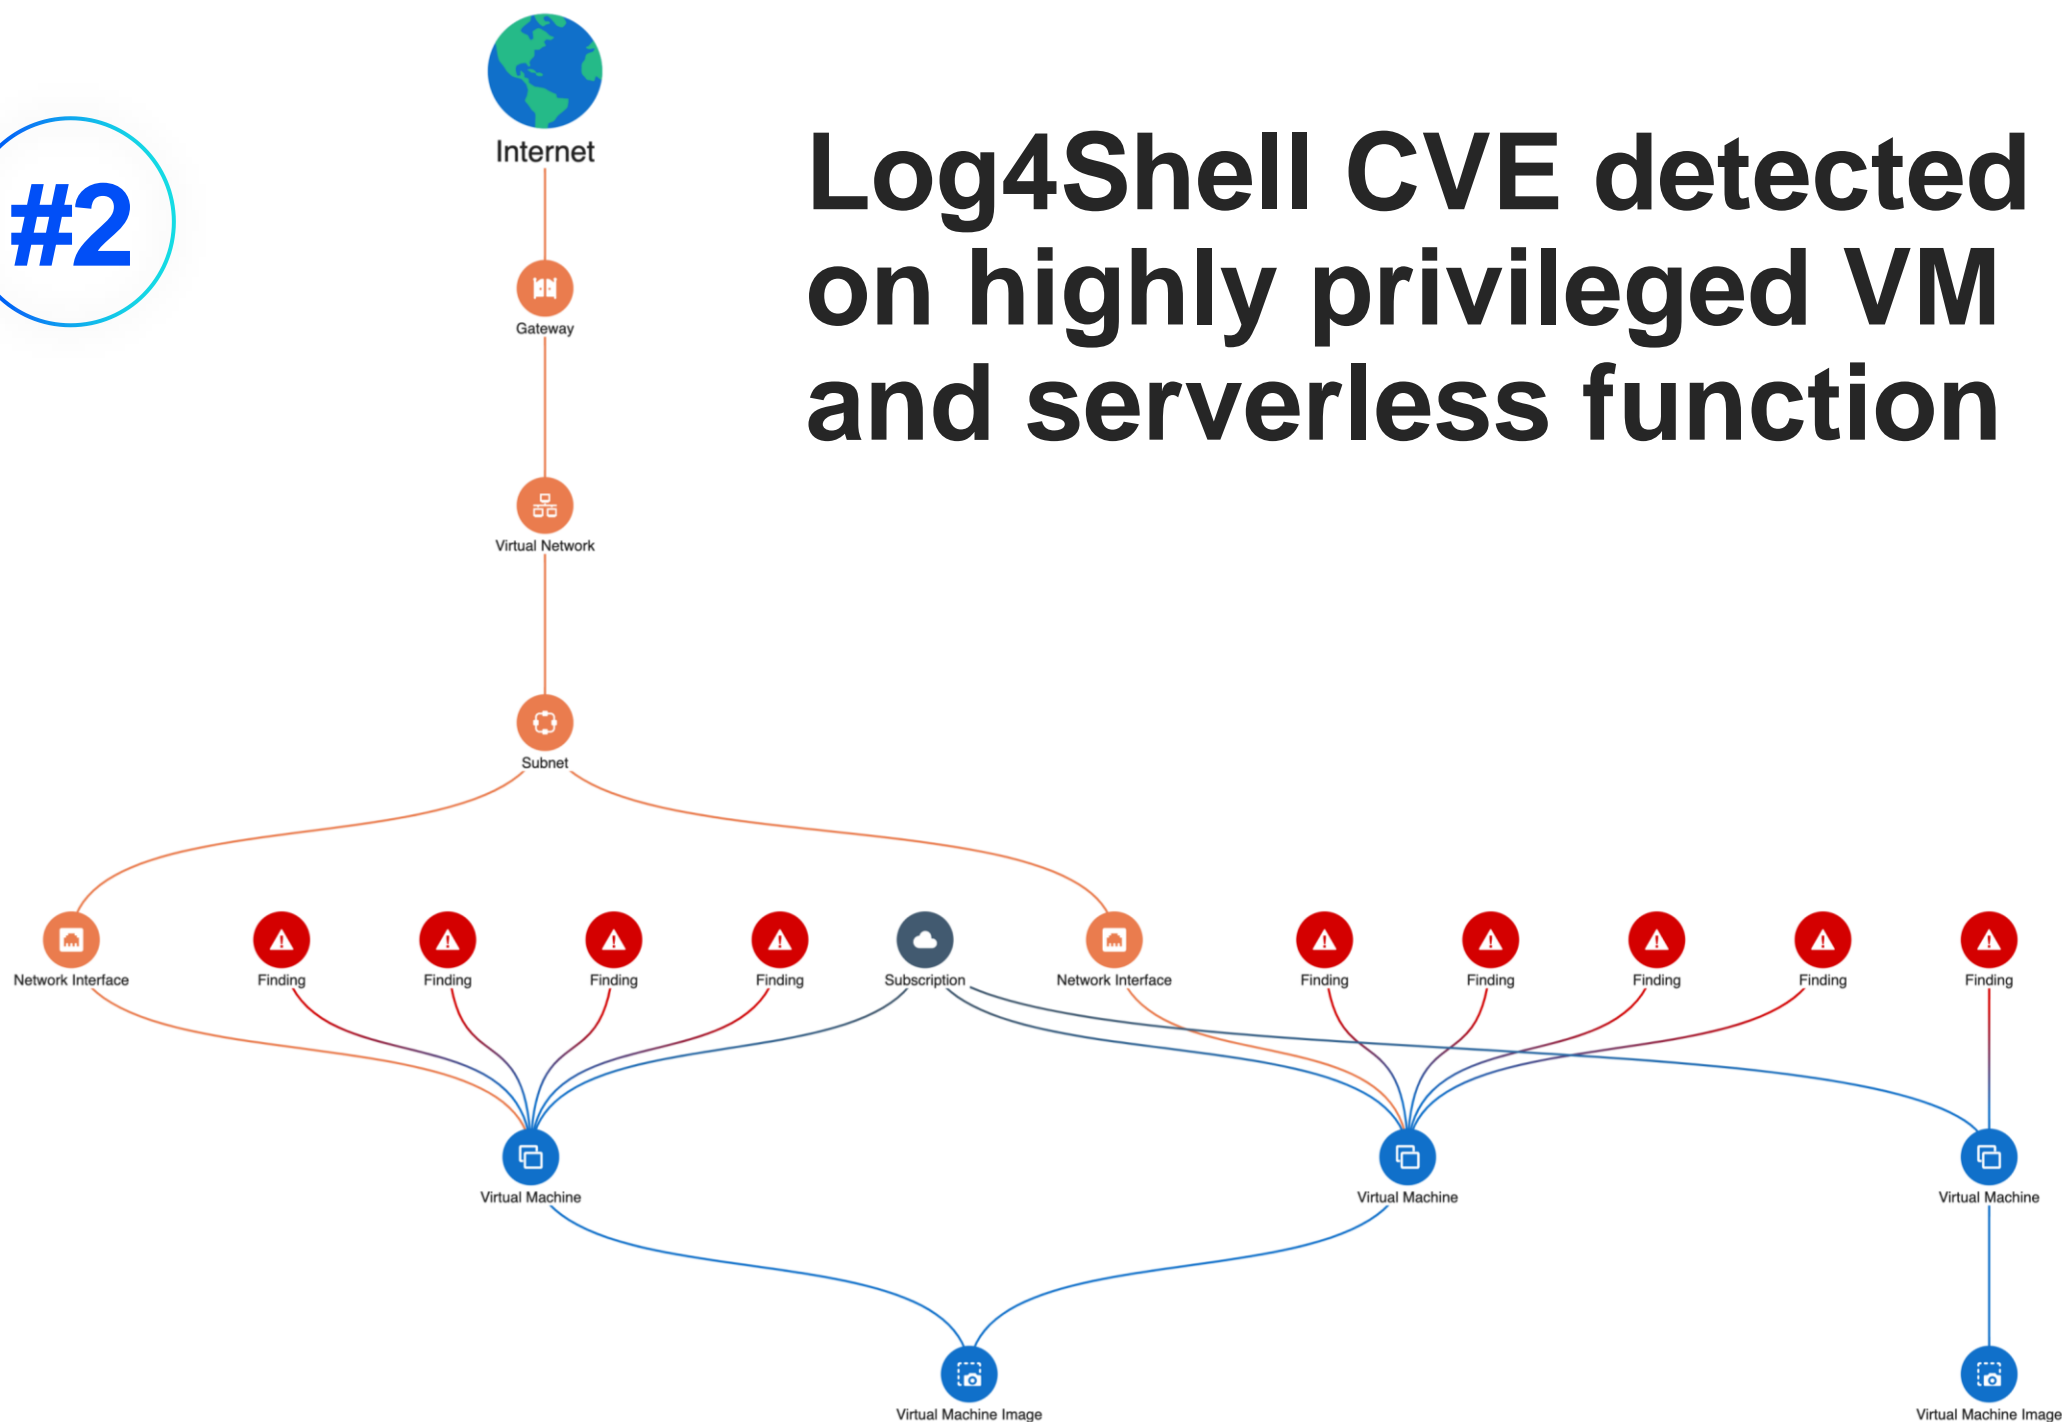 Internet
#2
Log4Shell CVE detected
on highly privileged VM
and serverless function
Gateway
Virtual Network
Subnet
Network Interface
Finding
Finding
Finding
Finding
Subscription
Network Interface
Finding
Finding
Finding
Finding
Finding
Virtual Machine
Virtual Machine
Virtual Machine
Virtual Machine Image
Virtual Machine Image